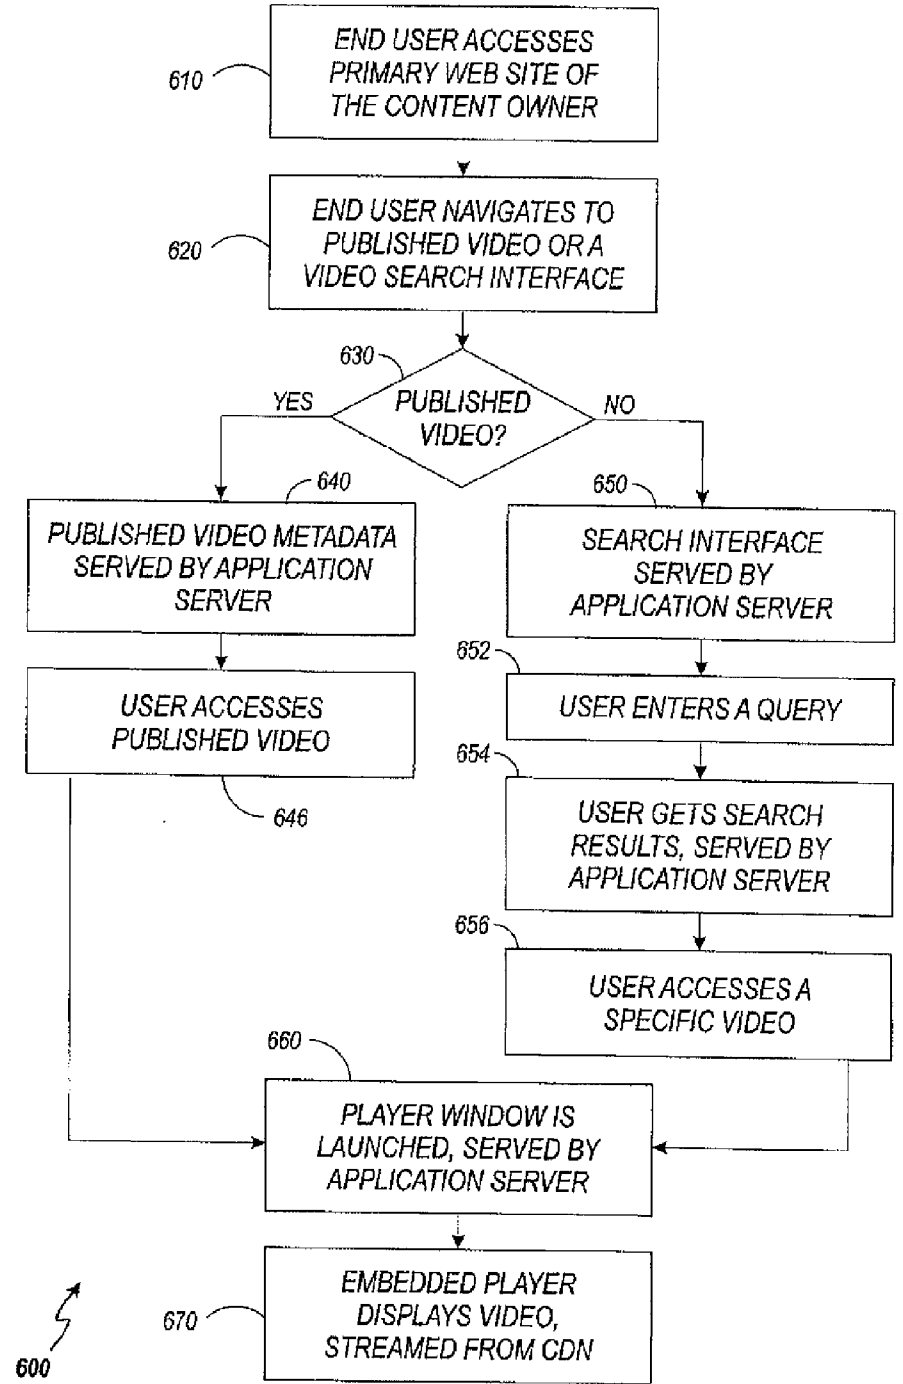 END USER ACCESSES
PRIMARY WEB SITE OF
THE CONTENT OWNER
610
END USER NAVIGATES TO
PUBLISHED VIDEO OR A
VIDEO SEARCH INTERFACE
620
630
PUBLISHED
VIDEO?
YES
NO
640
PUBLISHED VIDEO METADATA
SERVED BY APPLICATION
SERVER
USER ACCESSES
PUBLISHED VIDEO
646
650
SEARCH INTERFACE
SERVED BY
APPLICATION SERVER
652
USER ENTERS A QUERY
654
USER GETS SEARCH
RESULTS, SERVED BY
APPLICATION SERVER
656
USER ACCESSES A
SPECIFIC VIDEO
660
PLAYER WINDOW IS
LAUNCHED, SERVED BY
APPLICATION SERVER
EMBEDDED PLAYER
DISPLAYS VIDEO,
STREAMED FROM CDN
670
600